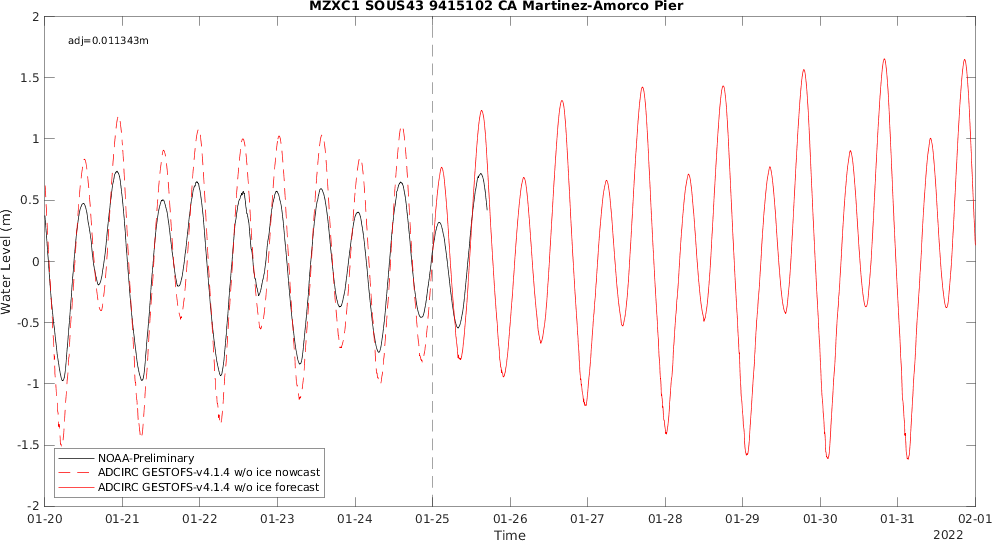 MZXC1 SOUS43 9415102 CA Martinez-Amorco Pier
adj=0.011343m
2
1.5
1
0.5
0
-0.5
-1
-1.5
-2
Water Level (m)
NOAA-Preliminary
ADCIRC GESTOFS-v4.1.4 w/o ice nowcast
ADCIRC GESTOFS-v4.1.4 w/o ice forecast
01-20 01-21 01-22 01-23 01-24 01-25 01-26 01-27 01-28 01-29 01-30 01-31 02-01
Time
2022